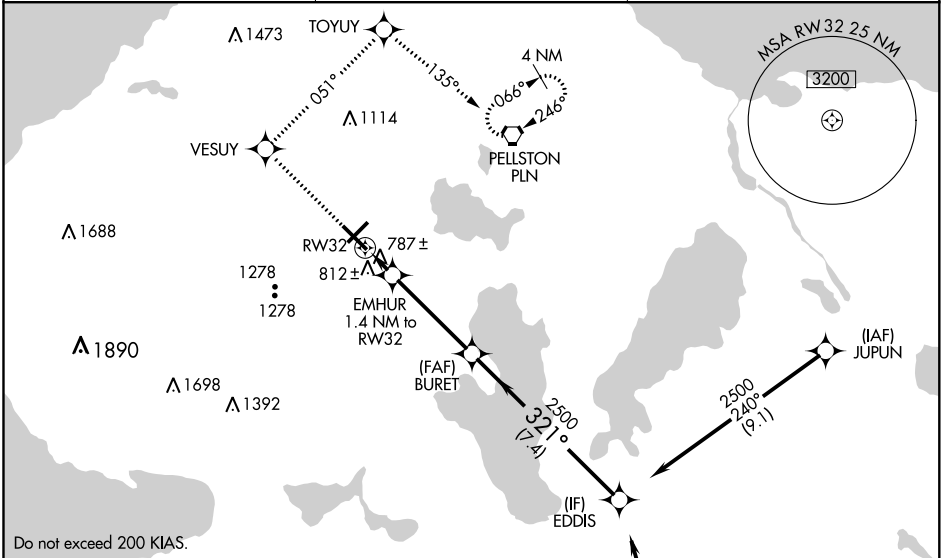 MSA RW32 25 NM
3200
1473
TOYUY
135°
4 NM
066°
246°
051°
1114
PELLSTON
PLN
VESUY
1688
RW32
787±
812±
1278
1278
EMHUR
1.4 NM to
RW32
1890
(FAF)
BURET
(IAF)
JUPUN
1698
1392
2500
240°
(9.1)
2500
321°
(7.4)
(IF)
EDDIS
Do not exceed 200 KIAS.